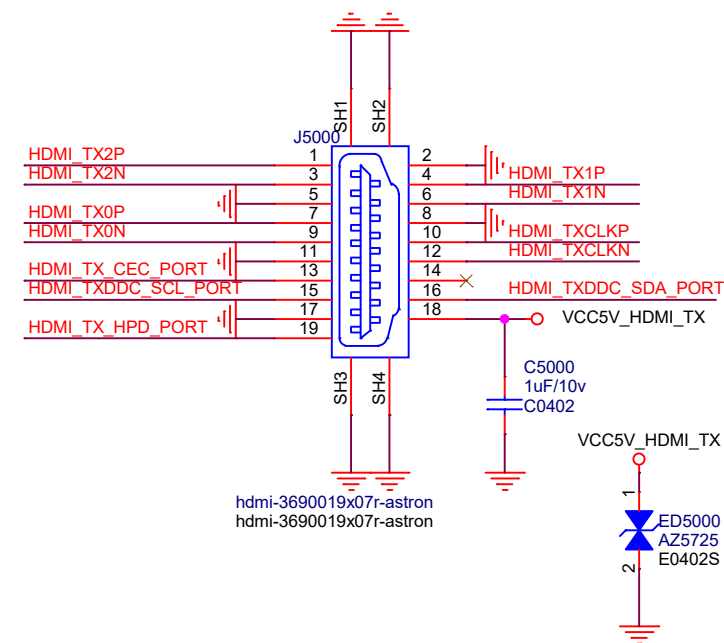 SH1
SH2
J5000
HDMI_TX2P 1
2
HDMI_TX2N 3
4 HDMI_TX1P
5
6 HDMI_TX1N
HDMI_TX0P 7
8
HDMI_TX0N 9
10 HDMI_TXCLKP
11
12 HDMI_TXCLKN
HDMI_TX_CEC_PORT 13
14
HDMI_TXDDC_SCL_PORT 15
16 HDMI_TXDDC_SDA_PORT
17
18 VCC5V_HDMI_TX
HDMI_TX_HPD_PORT 19
SH3
SH4
C5000
1uF/10v
C0402
hdmi-3690019x07r-astron
hdmi-3690019x07r-astron
VCC5V_HDMI_TX
1
ED5000
AZ5725
E0402S
2